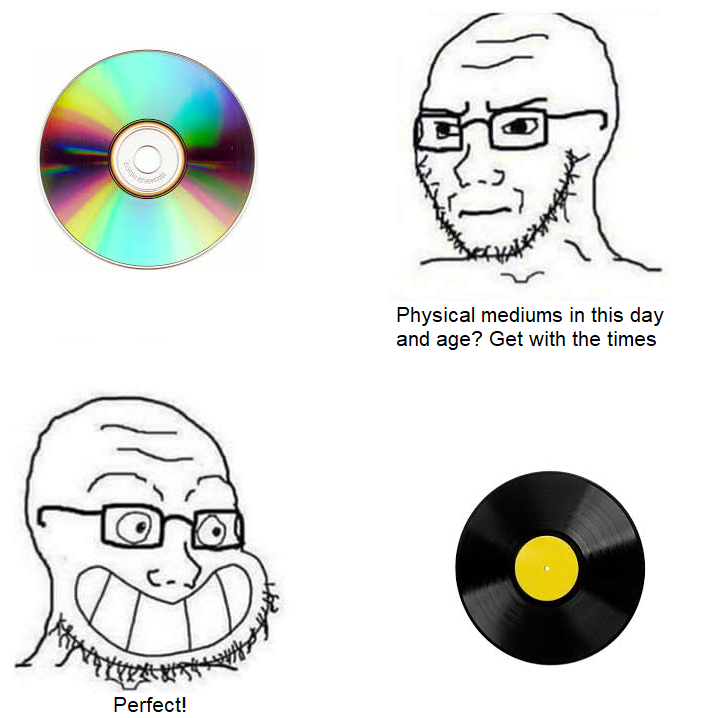 Physical mediums in this day
and age? Get with the times
Perfect!